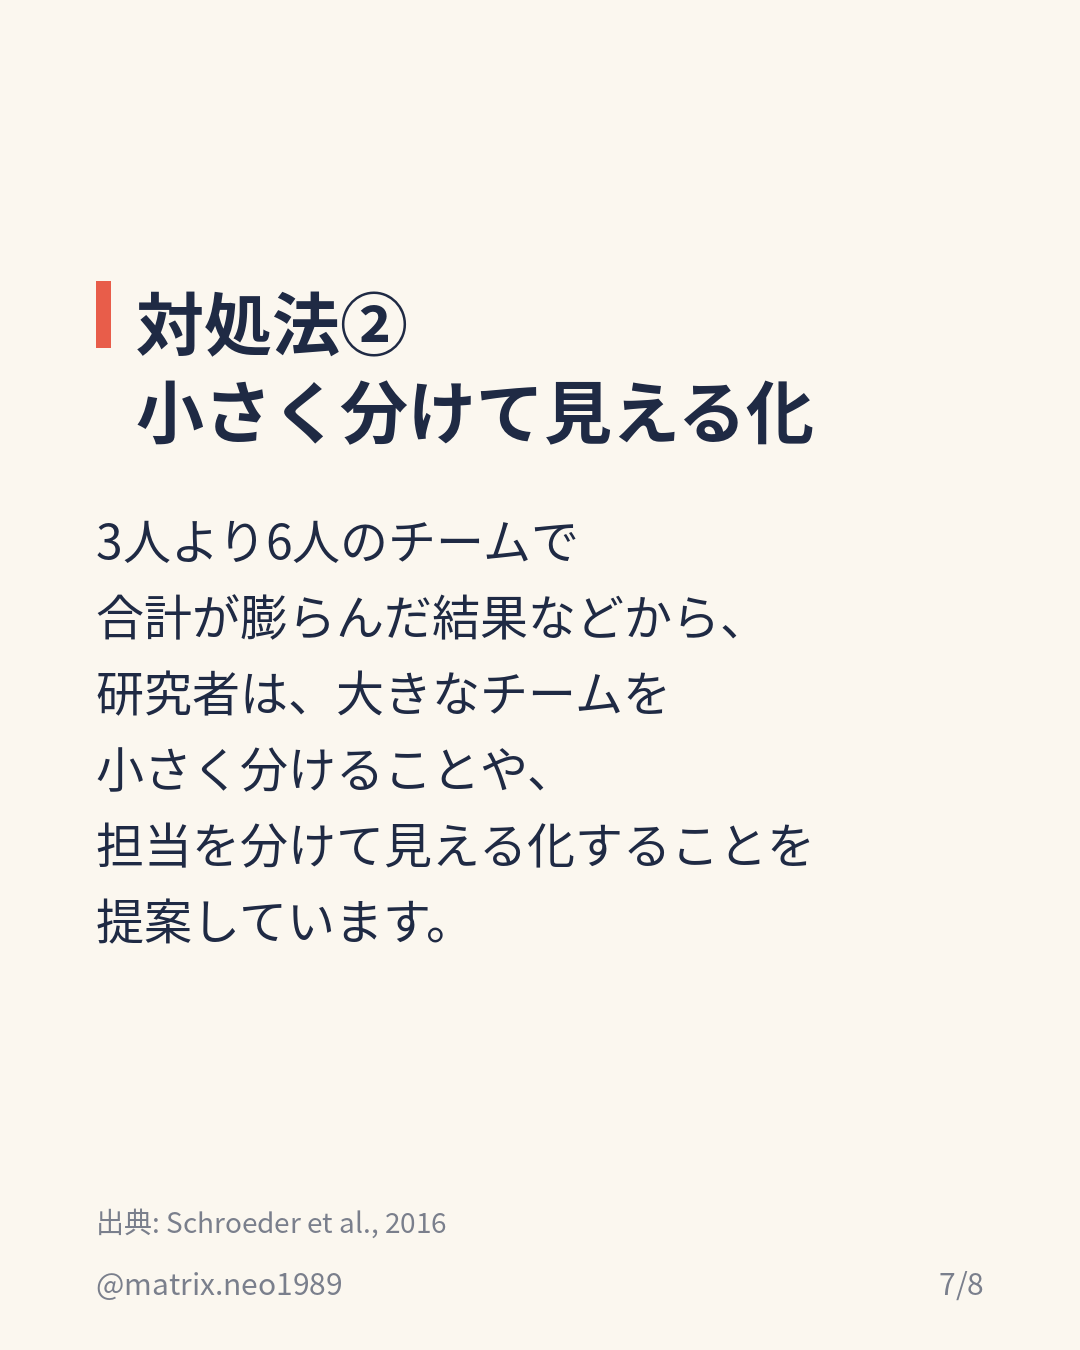 対処法②
小さく分けて見える化
3人より6人のチームで
合計が膨らんだ結果などから、
研究者は、大きなチームを
小さく分けることや、
担当を分けて見える化することを
提案しています。
出典: Schroeder et al., 2016
@matrix.neo1989
7/8